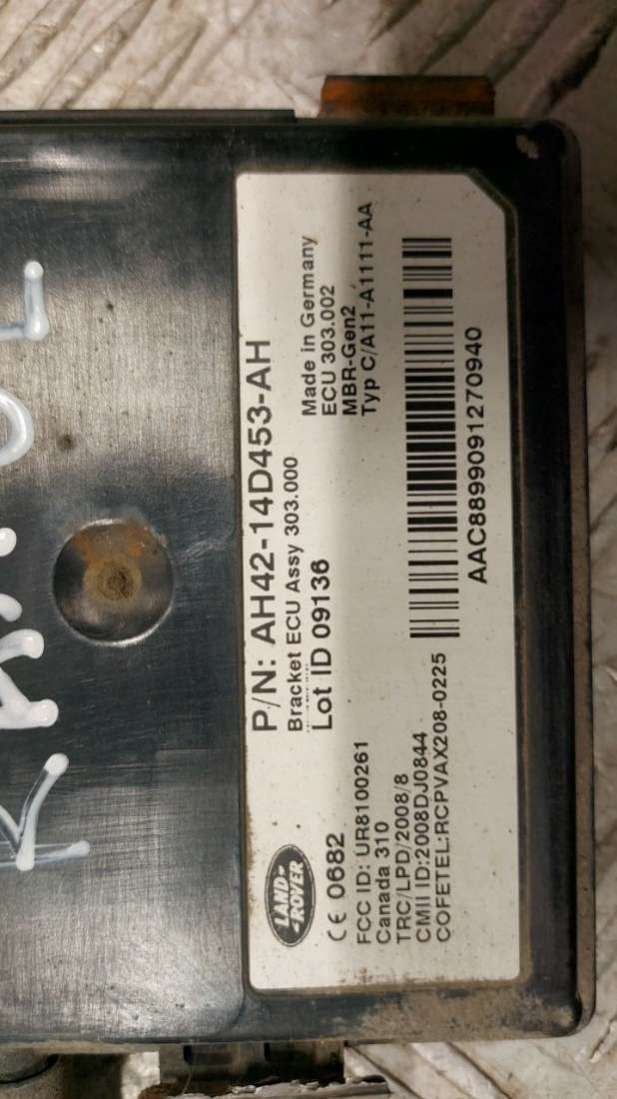 P/N: AH42-14D453-AH
Bracket ECU Assy 303.000
Lot ID 09136
Made in Germany
ECU 303.002
MBR-Gen2
Typ C/A11-A1111-AA
LAND-
-ROVER
CE 0682
FCC ID: UR8100261
Canada 310
TRC/LPD/2008/8
CMII ID:2008DJ0844
COFETEL:RCPVAX208-0225
AAC88999091270940